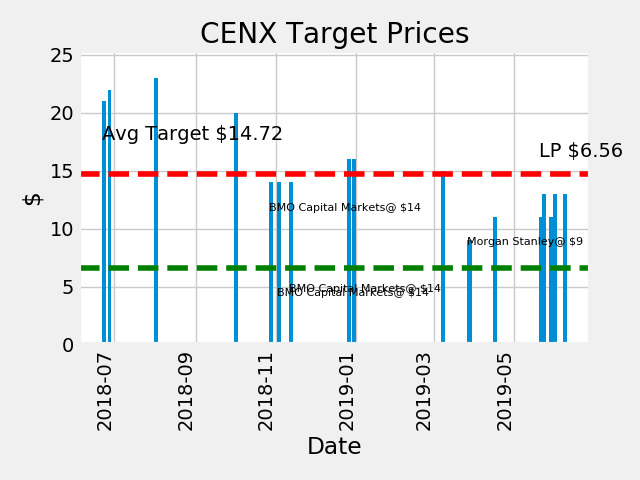 CENX Target Prices
25
20
Avg Target $14.72
LP $6.56
15
BMO Capital Markets@ $14
10
Morgan Stanley@ $9
$
BMO Capital Markets@ $14
BMO Capital Markets@ $14
5
0
2018-07
2018-09
2018-11
2019-01
2019-03
2019-05
Date